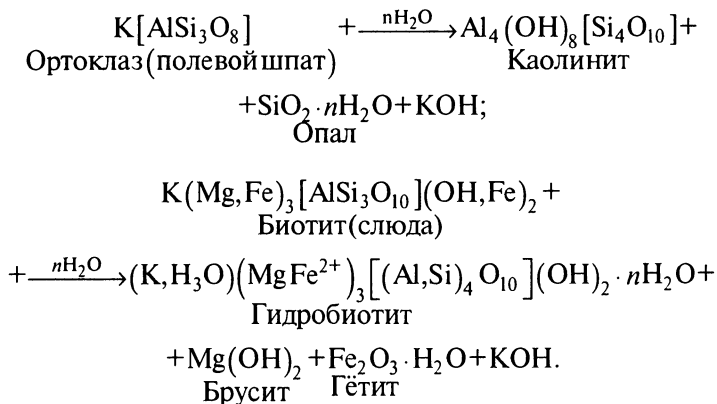 K[AlSi₃O₈] + —nH₂O→ Al₄(OH)₈[Si₄O₁₀]+
Ортоклаз(полевой шпат) Каолинит
+SiO₂·nH₂O+KOH;
Опал
K(Mg,Fe)₃[AlSi₃O₁₀](OH,Fe)₂ +
Биотит(слюда)
+ —nH₂O→(K,H₃O)(MgFe²⁺)₃[(Al,Si)₄O₁₀](OH)₂·nH₂O+
Гидробиотит
+Mg(OH)₂+Fe₂O₃·H₂O+KOH.
Брусит Гётит